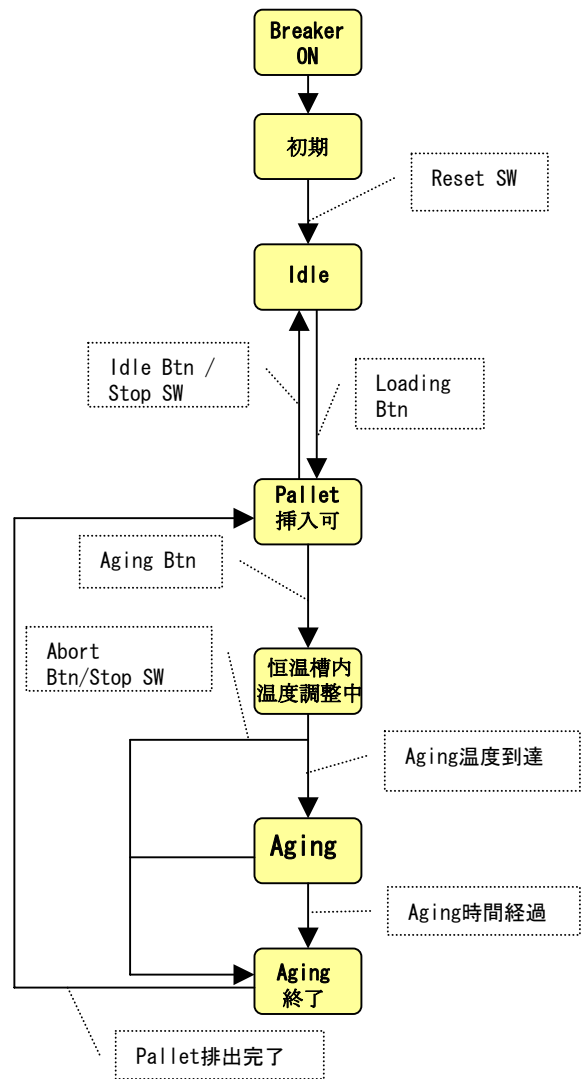 Breaker
ON
初期
Reset SW
Idle
Idle Btn /
Stop SW
Loading
Btn
Pallet
挿入可
Aging Btn
Abort
Btn/Stop SW
恒温槽内
温度調整中
Aging温度到達
Aging
Aging時間経過
Aging
終了
Pallet排出完了